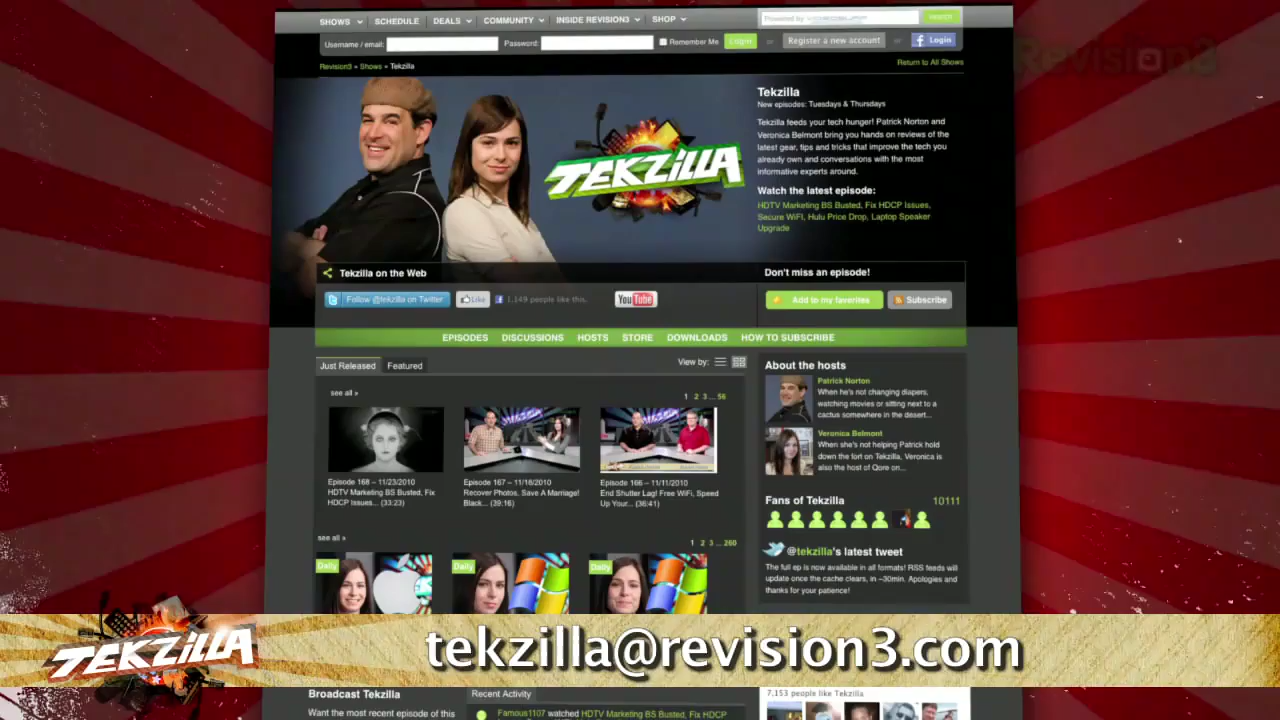 SHOWS SCHEDULE DEALS COMMUNITY INSIDE REVISION3 SHOP
Powered by VIDEOSURF search
Username / email: Password: Remember Me Login or Register a new account or Login
Revision3 » Shows » Tekzilla
Return to All Shows
Revision3
TEKZILLA
Tekzilla
New episodes: Tuesdays & Thursdays
Tekzilla feeds your tech hunger! Patrick Norton and
Veronica Belmont bring you hands on reviews of the
latest gear, tips and tricks that improve the tech you
already own and conversations with the most
informative experts around.
Watch the latest episode:
HDTV Marketing BS Busted, Fix HDCP Issues,
Secure WiFi, Hulu Price Drop, Laptop Speaker
Upgrade
Tekzilla on the Web
Don't miss an episode!
Follow @tekzilla on Twitter Like 1,149 people like this. YouTube
Add to my favorites Subscribe
EPISODES DISCUSSIONS HOSTS STORE DOWNLOADS HOW TO SUBSCRIBE
Just Released Featured View by:
see all »
1 2 3 ... 56
Episode 168 – 11/23/2010
HDTV Marketing BS Busted, Fix
HDCP Issues... (33:23)
Episode 167 – 11/18/2010
Recover Photos, Save A Marriage!
Black... (39:16)
Episode 166 – 11/11/2010
End Shutter Lag! Free WiFi, Speed
Up Your... (36:41)
see all »
1 2 3 ... 260
Daily Daily Daily
About the hosts
Patrick Norton
When he's not changing diapers,
watching movies or sitting next to a
cactus somewhere in the desert...
Veronica Belmont
When she's not helping Patrick hold
down the fort on Tekzilla, Veronica is
also the host of Qore on...
Fans of Tekzilla 10111
@tekzilla's latest tweet
The full ep is now available in all formats! RSS feeds will
update once the cache clears, in ~30min. Apologies and
thanks for your patience!
TEKZILLA
tekzilla@revision3.com
Broadcast Tekzilla
Want the most recent episode of this
Recent Activity
Famous1107 watched HDTV Marketing BS Busted, Fix HDCP
7,153 people like Tekzilla